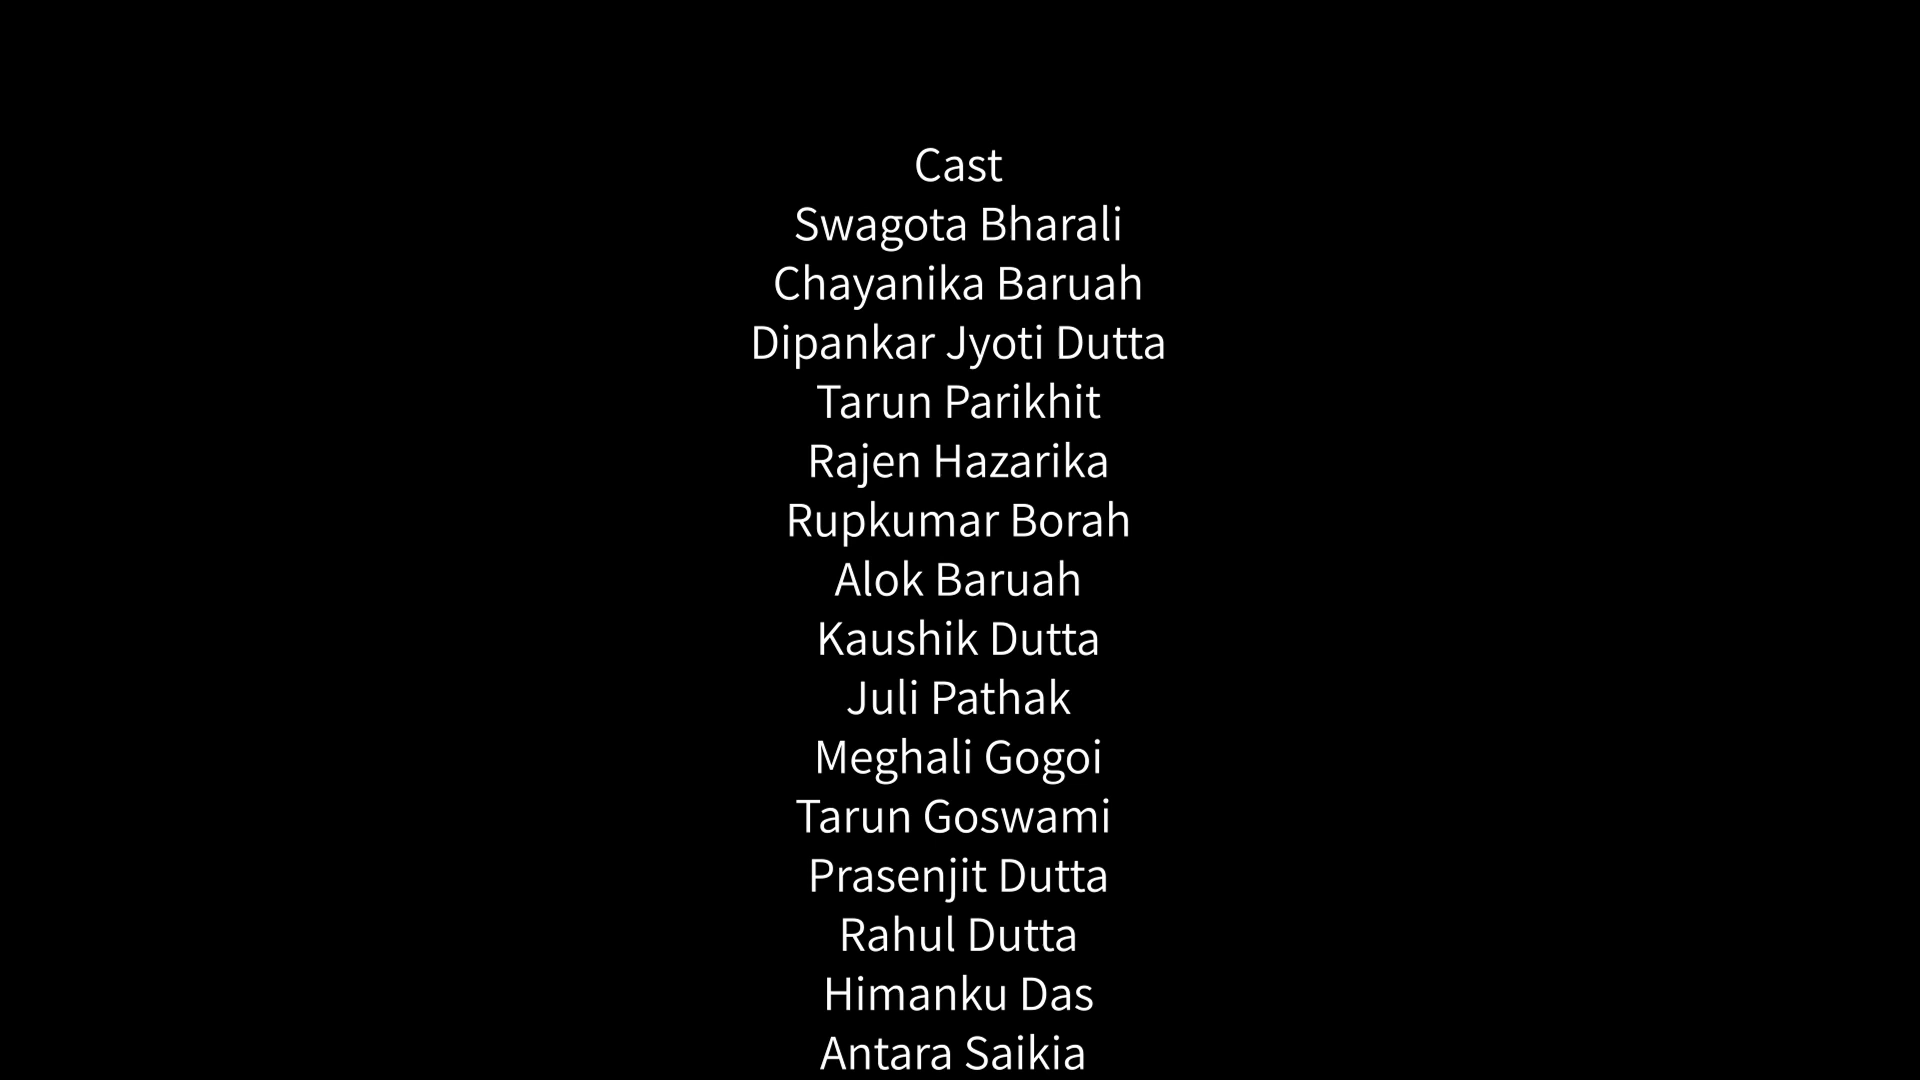 Cast
Swagota Bharali
Chayanika Baruah
Dipankar Jyoti Dutta
Tarun Parikhit
Rajen Hazarika
Rupkumar Borah
Alok Baruah
Kaushik Dutta
Juli Pathak
Meghali Gogoi
Tarun Goswami
Prasenjit Dutta
Rahul Dutta
Himanku Das
Antara Saikia